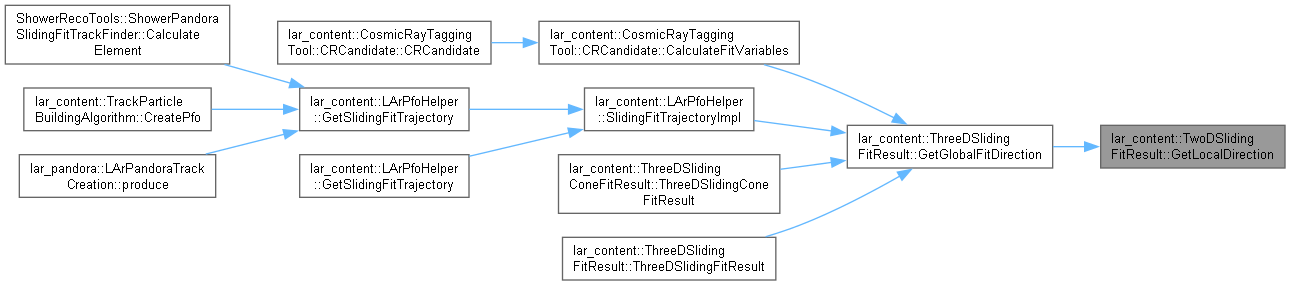 ShowerRecoTools::ShowerPandora
SlidingFitTrackFinder::Calculate
Element
lar_content::CosmicRayTagging
Tool::CRCandidate::CRCandidate
lar_content::CosmicRayTagging
Tool::CRCandidate::CalculateFitVariables
lar_content::TrackParticle
BuildingAlgorithm::CreatePfo
lar_content::LArPfoHelper
::GetSlidingFitTrajectory
lar_content::LArPfoHelper
::SlidingFitTrajectoryImpl
lar_content::ThreeDSliding
FitResult::GetGlobalFitDirection
lar_content::TwoDSliding
FitResult::GetLocalDirection
lar_pandora::LArPandoraTrack
Creation::produce
lar_content::LArPfoHelper
::GetSlidingFitTrajectory
lar_content::ThreeDSliding
ConeFitResult::ThreeDSlidingCone
FitResult
lar_content::ThreeDSliding
FitResult::ThreeDSlidingFitResult